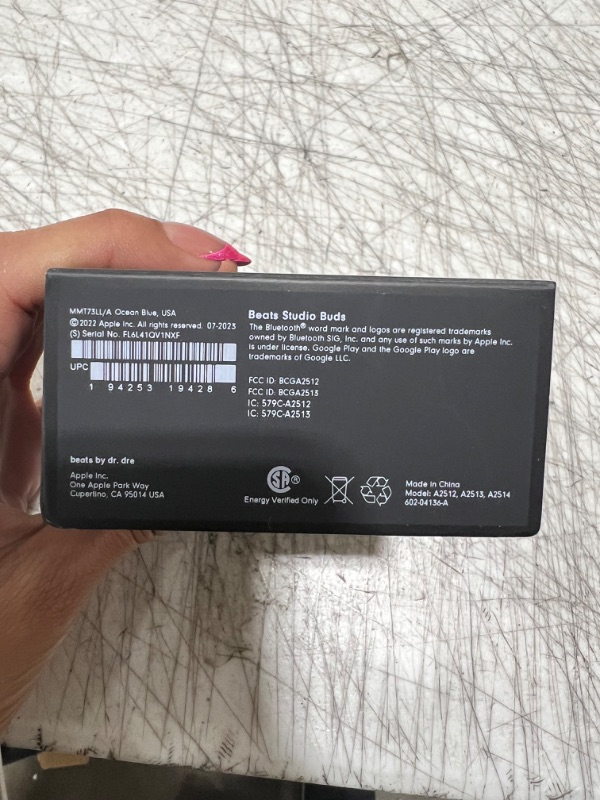 MMT73LL/A Ocean Blue, USA
©2022 Apple Inc. All rights reserved. 07-2023
(S) Serial No. FL6L41QV1NXF
UPC
1 94253 19428 6
beats by dr. dre
Apple Inc.
One Apple Park Way
Cupertino, CA 95014 USA
Beats Studio Buds
The Bluetooth® word mark and logos are registered trademarks
owned by Bluetooth SIG, Inc. and any use of such marks by Apple Inc.
is under license. Google Play and the Google Play logo are
trademarks of Google LLC.
FCC ID: BCGA2512
FCC ID: BCGA2513
IC: 579C-A2512
IC: 579C-A2513
SA®
Energy Verified Only
Made in China
Model: A2512, A2513, A2514
602-04136-A